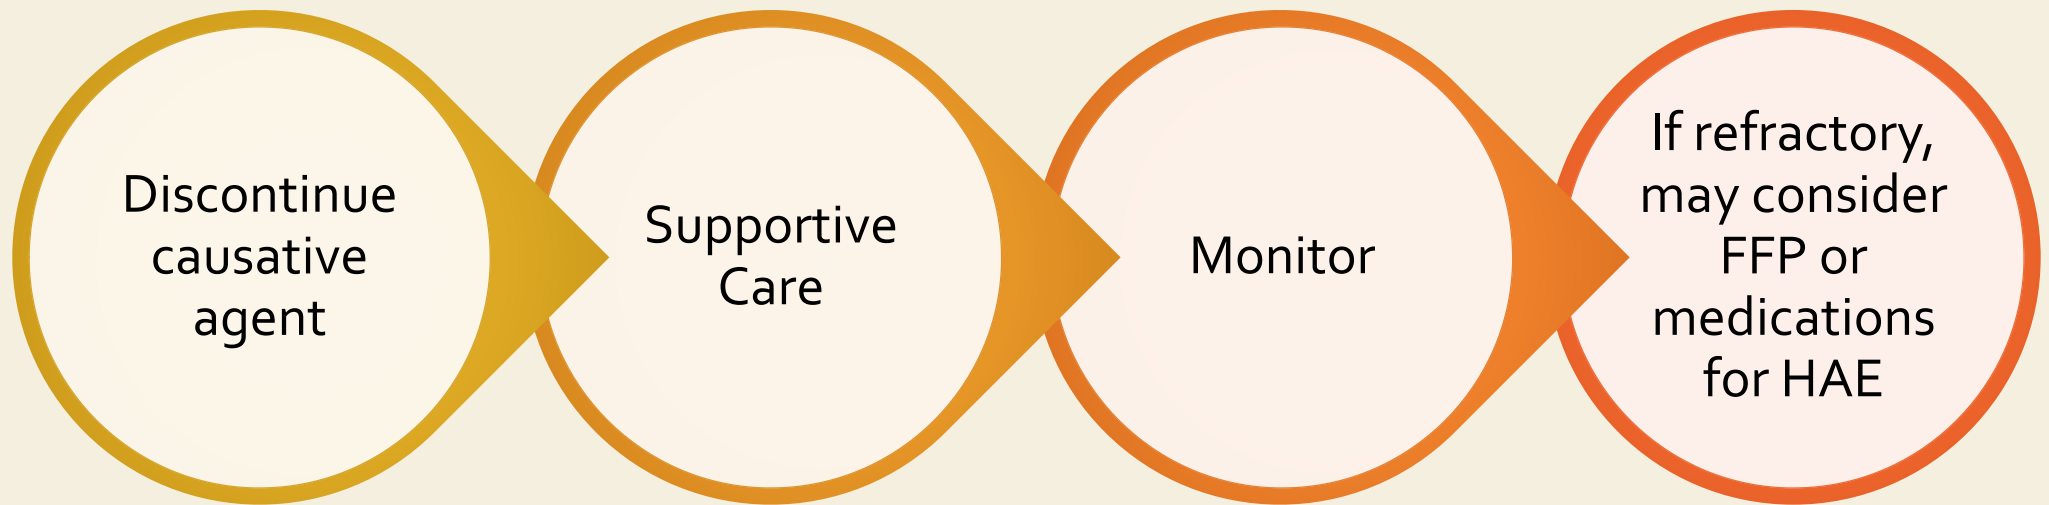 Discontinue
causative
agent
Supportive
Care
Monitor
If refractory,
may consider
FFP or
medications
for HAE